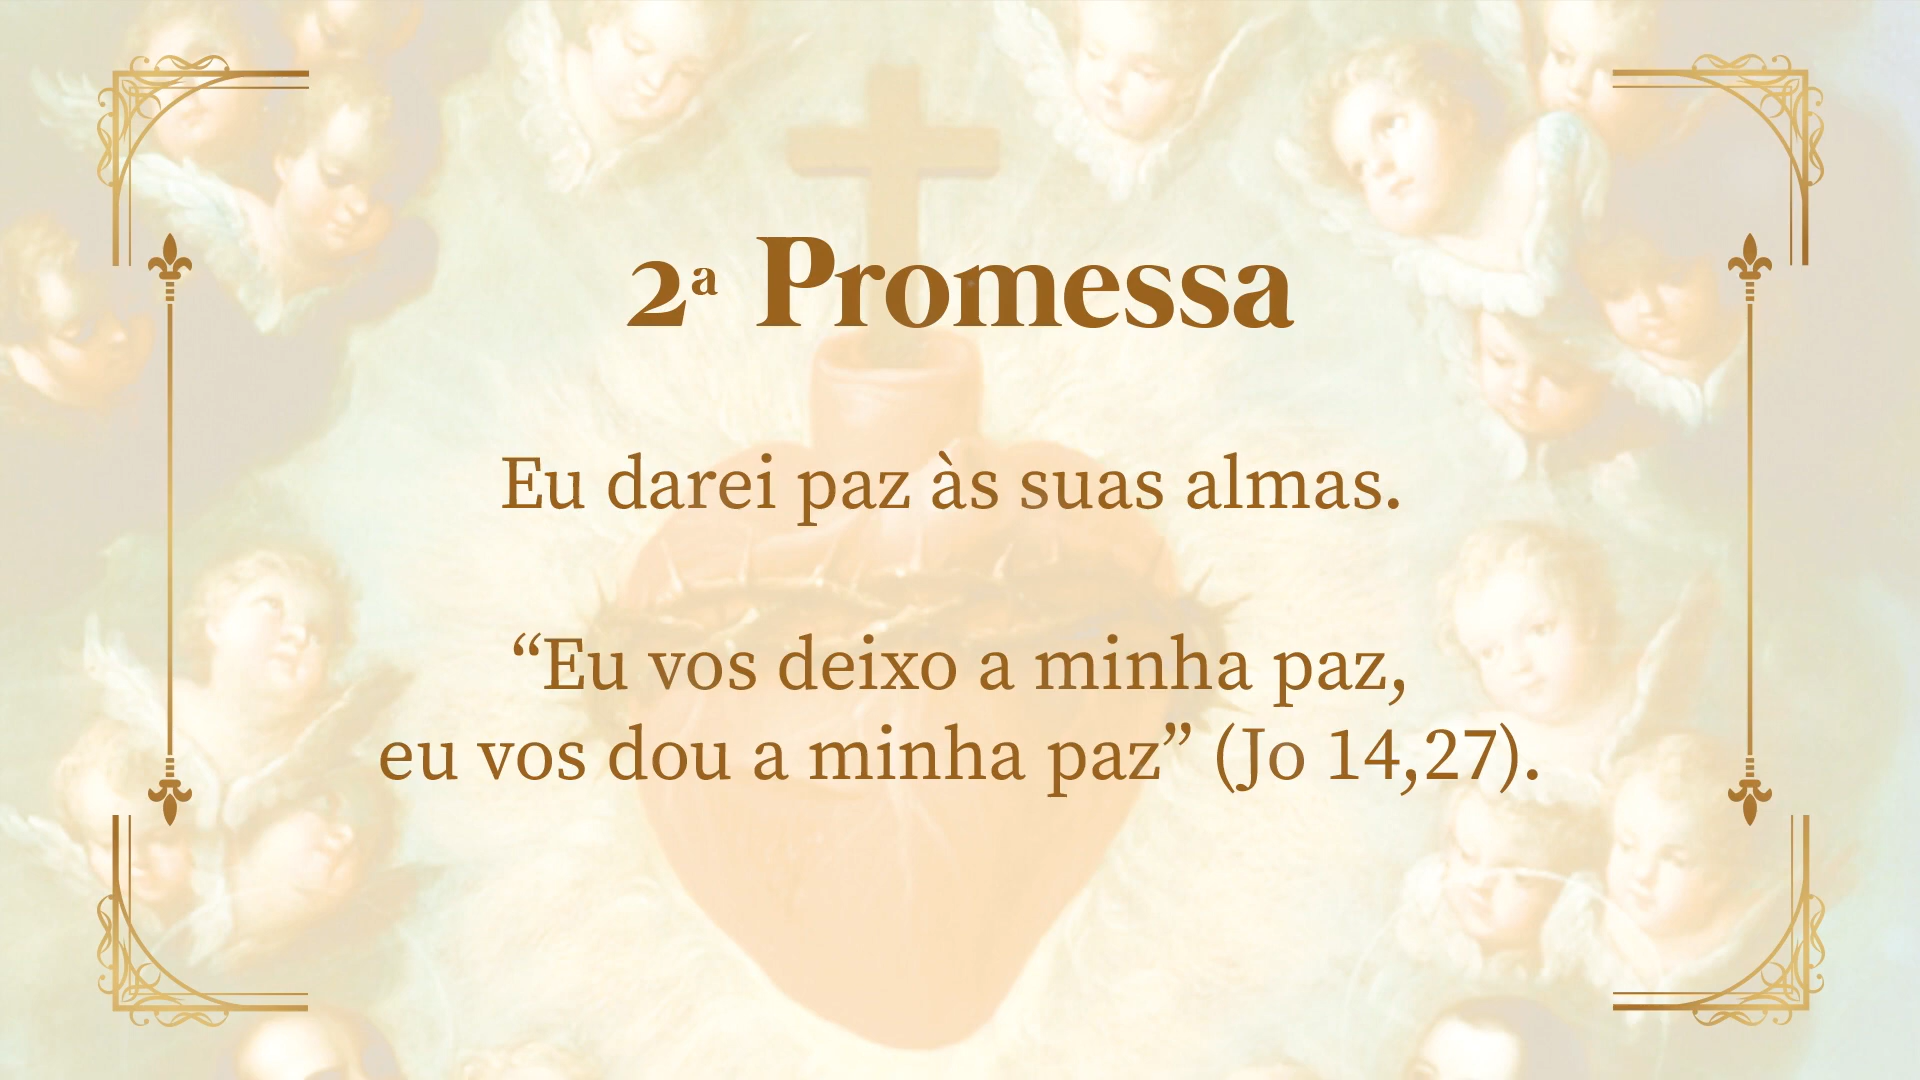 2ª Promessa
Eu darei paz às suas almas.
“Eu vos deixo a minha paz,
eu vos dou a minha paz” (Jo 14,27).